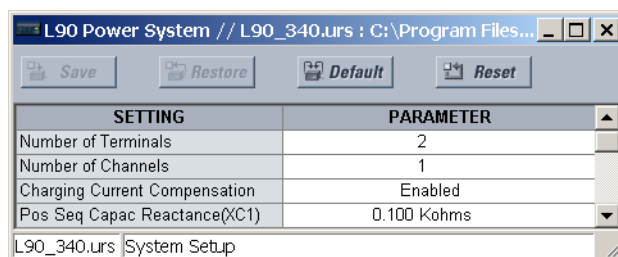 L90 Power System // L90_340.urs : C:\Program Files...
Save Restore Default Reset
SETTING PARAMETER
Number of Terminals 2
Number of Channels 1
Charging Current Compensation Enabled
Pos Seq Capac Reactance(XC1) 0.100 Kohms
L90_340.urs System Setup